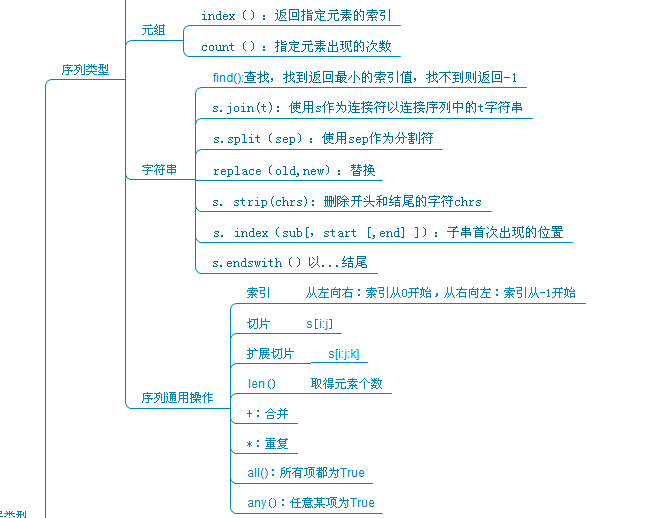 index（）：返回指定元素的索引
元组
count（）：指定元素出现的次数
序列类型
find():查找，找到返回最小的索引值，找不到则返回-1
s.join(t)：使用s作为连接符以连接序列中的t字符串
s.split（sep）：使用sep作为分割符
字符串
replace（old,new）：替换
s. strip(chrs)：删除开头和结尾的字符chrs
s. index（sub[，start [,end] ]）：子串首次出现的位置
s.endswith（）以...结尾
索引 从左向右：索引从0开始，从右向左：索引从-1开始
切片 s[i:j]
扩展切片 s[i:j:k]
len() 取得元素个数
序列通用操作
+：合并
*：重复
all()：所有项都为True
any()：任意某项为True